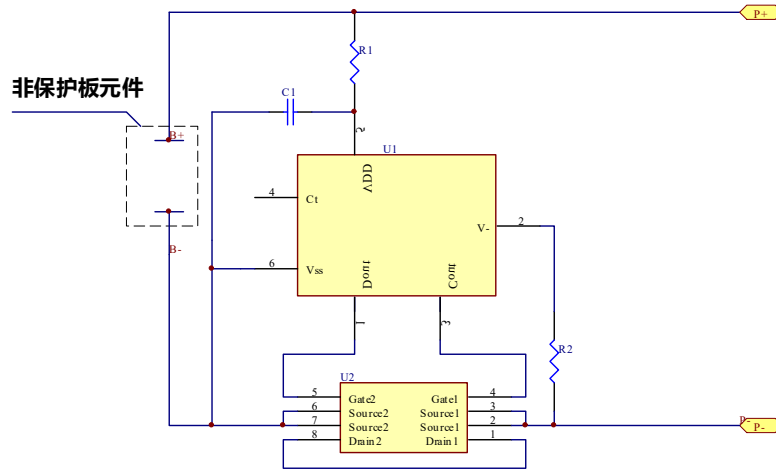 P+
R1
非保护板元件
C1
B+
5
U1
VDD
4
Ct
V-
2
B-
6
Vss
Dout
Cout
1
3
R2
U2
5
Gate2
Gate1
4
6
Source2
Source1
3
7
Source2
Source1
2
P-
P-
8
Drain2
Drain1
1